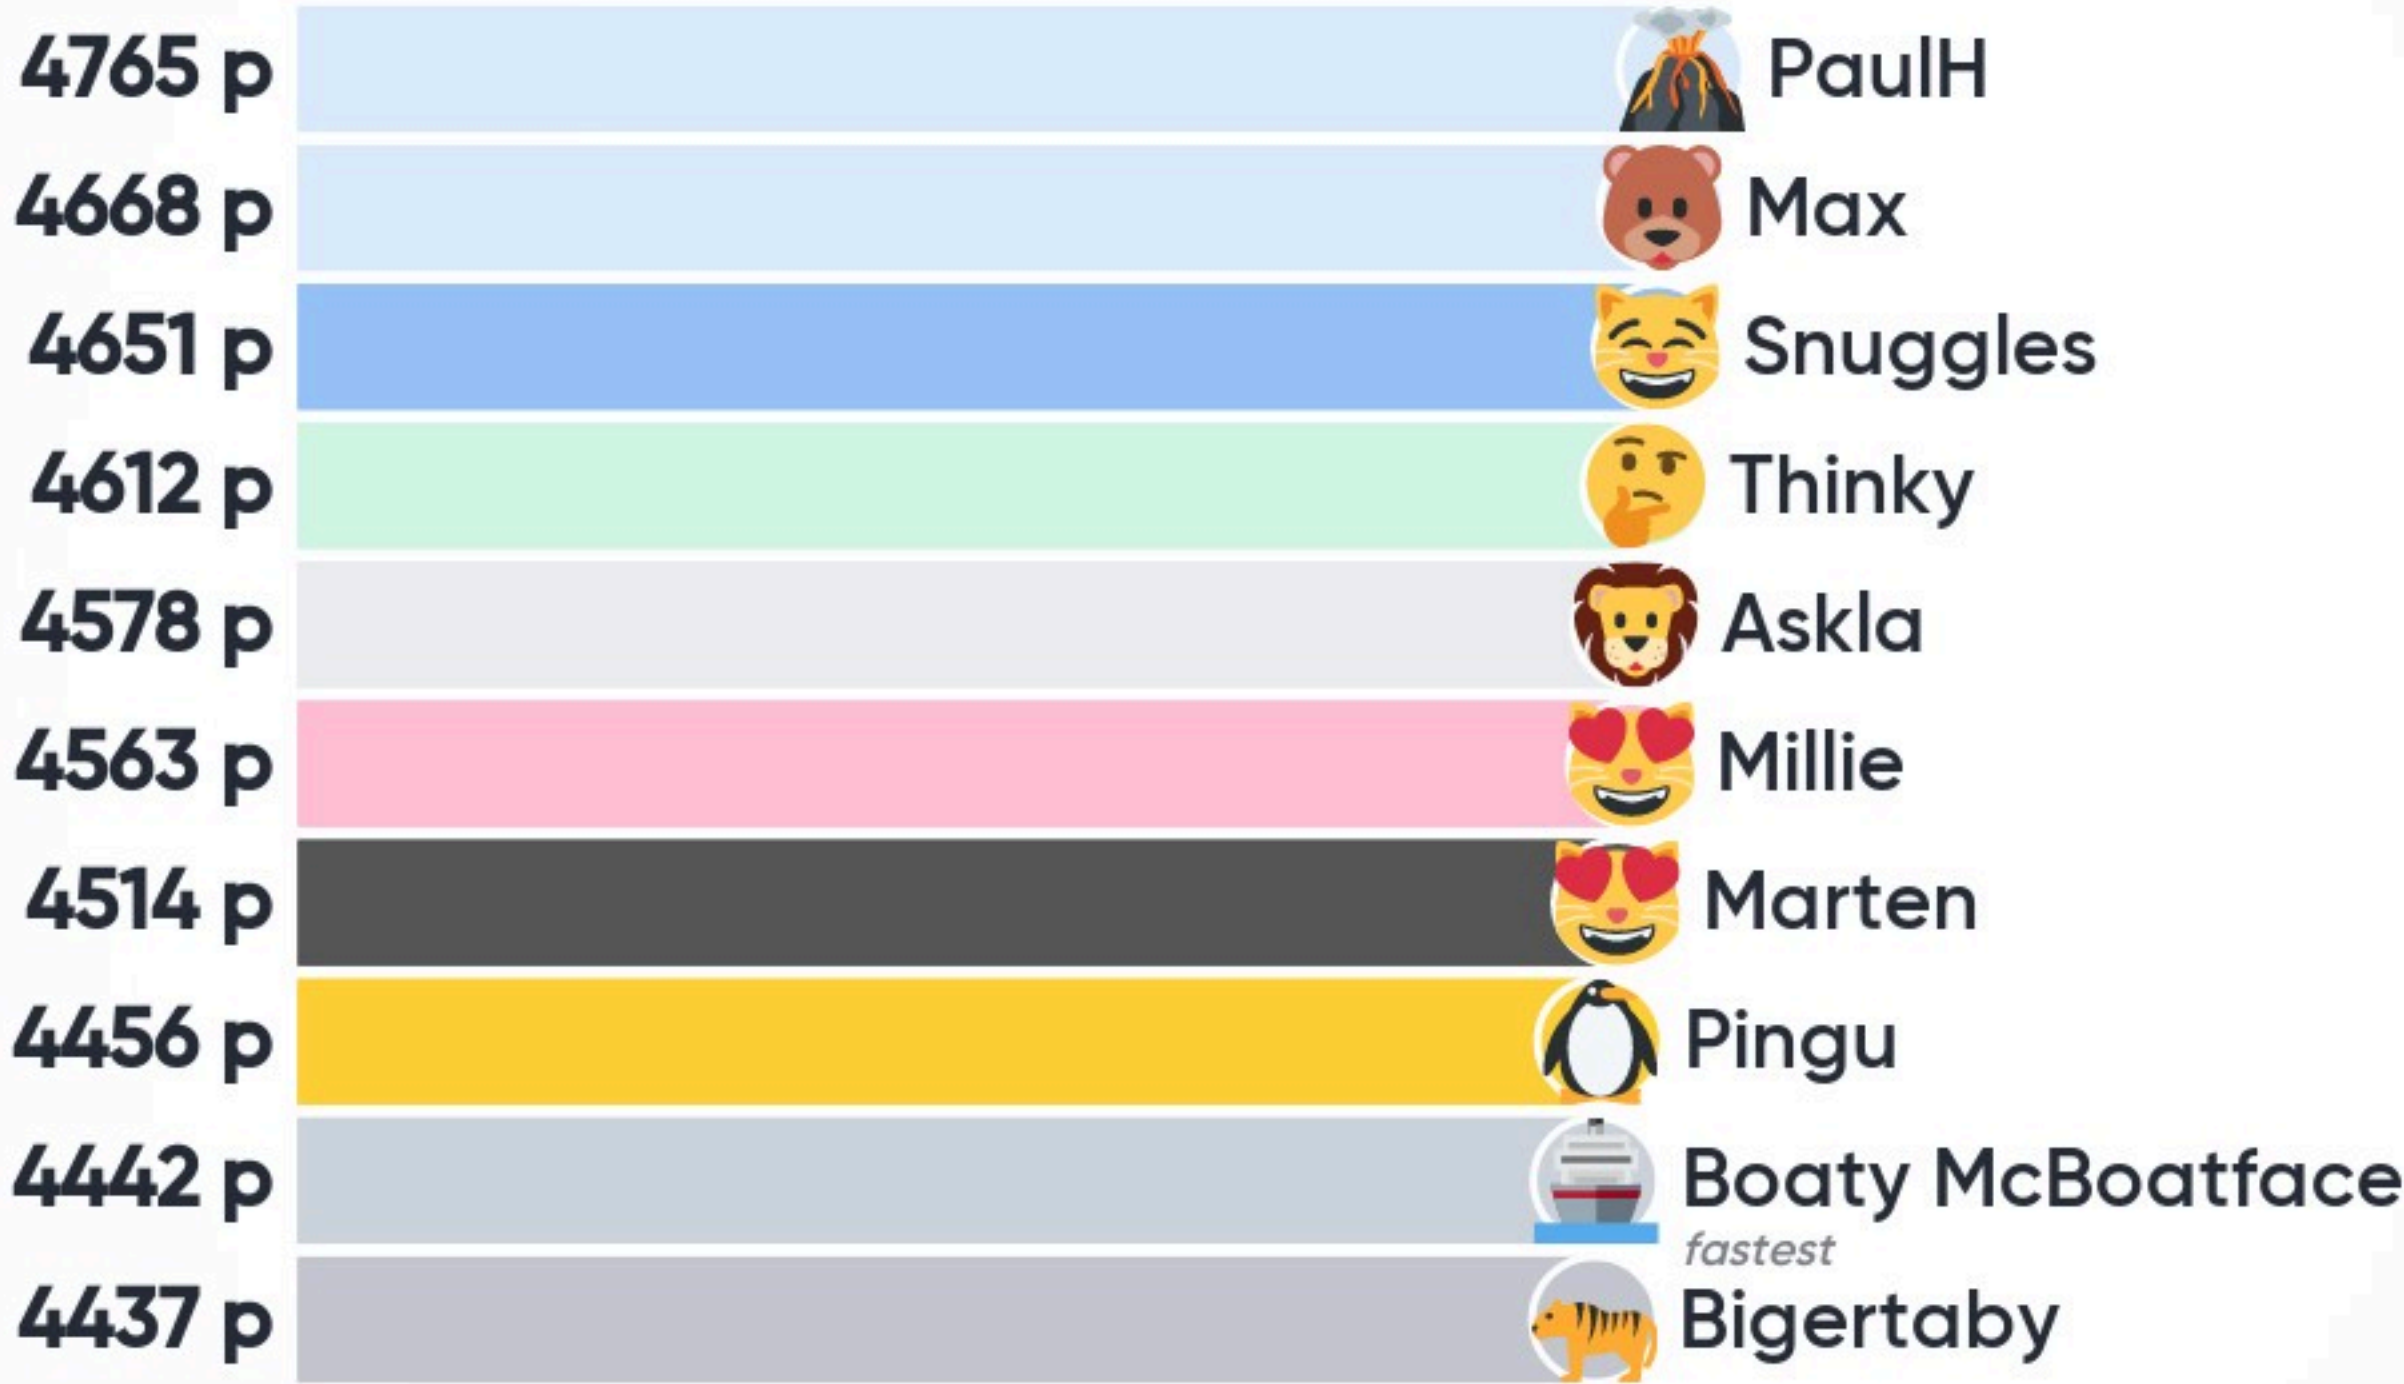 4765 p PaulH
4668 p Max
4651 p Snuggles
4612 p Thinky
4578 p Askla
4563 p Millie
4514 p Marten
4456 p Pingu
4442 p Boaty McBoatface
fastest
4437 p Bigertaby